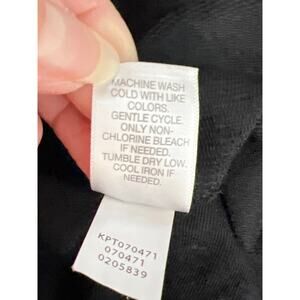 MACHINE WASH
COLD WITH LIKE
COLORS.
GENTLE CYCLE.
ONLY NON-
CHLORINE BLEACH
IF NEEDED.
TUMBLE DRY LOW.
COOL IRON IF
NEEDED.
KPT070471
070471
0205839